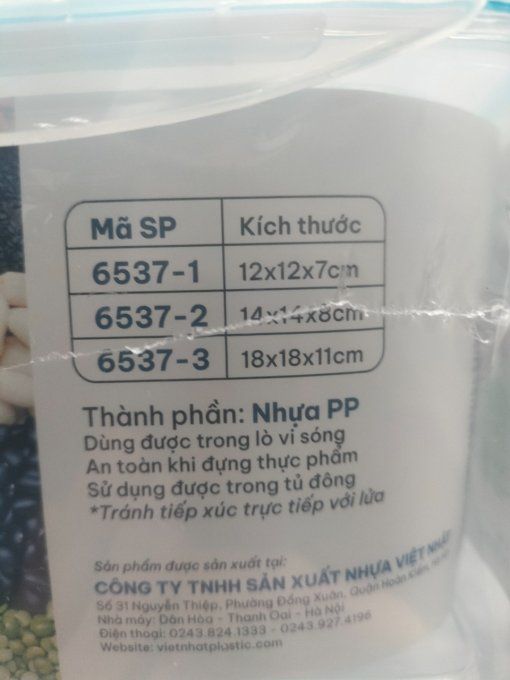 Mã SP Kích thước
6537-1 12x12x7cm
6537-2 14x14x8cm
6537-3 18x18x11cm
Thành phần: Nhựa PP
Dùng được trong lò vi sóng
An toàn khi đựng thực phẩm
Sử dụng được trong tủ đông
*Tránh tiếp xúc trực tiếp với lửa
Sản phẩm được sản xuất tại:
CÔNG TY TNHH SẢN XUẤT NHỰA VIỆT NHẬT
Số 31 Nguyễn Thiệp, Phường Đồng Xuân, Quận Hoàn Kiếm,
Nhà máy: Dân Hòa - Thanh Oai - Hà Nội
Điện thoại: 0243.824.1333 - 0243.927.4196
Website: vietnhatplastic.com